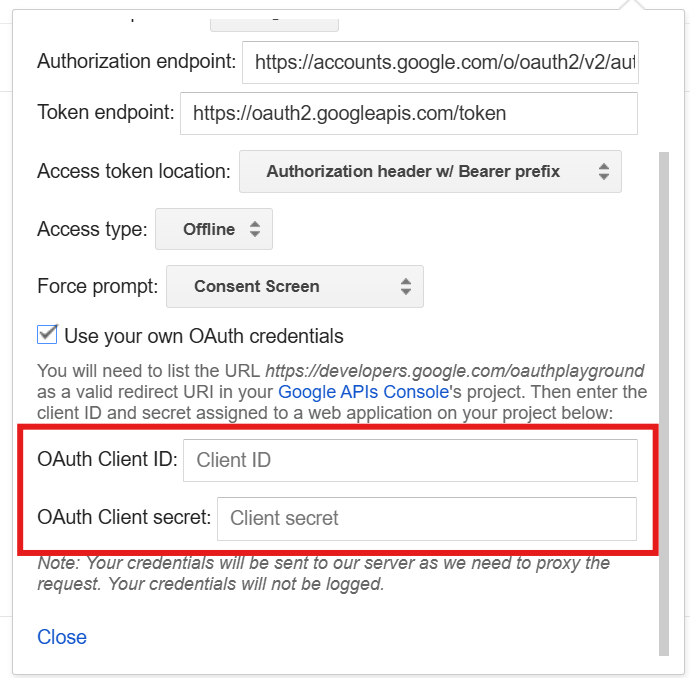 Authorization endpoint: https://accounts.google.com/o/oauth2/v2/aut
Token endpoint: https://oauth2.googleapis.com/token
Access token location: Authorization header w/ Bearer prefix
Access type: Offline
Force prompt: Consent Screen
Use your own OAuth credentials
You will need to list the URL https://developers.google.com/oauthplayground
as a valid redirect URI in your Google APIs Console's project. Then enter the
client ID and secret assigned to a web application on your project below:
OAuth Client ID: Client ID
OAuth Client secret: Client secret
Note: Your credentials will be sent to our server as we need to proxy the
request. Your credentials will not be logged.
Close